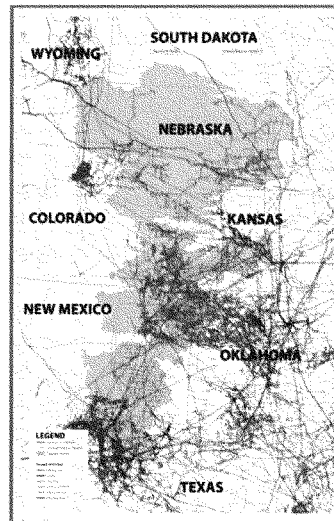 SOUTH DAKOTA
WYOMING
NEBRASKA
COLORADO
KANSAS
NEW MEXICO
OKLAHOMA
LEGEND
TEXAS